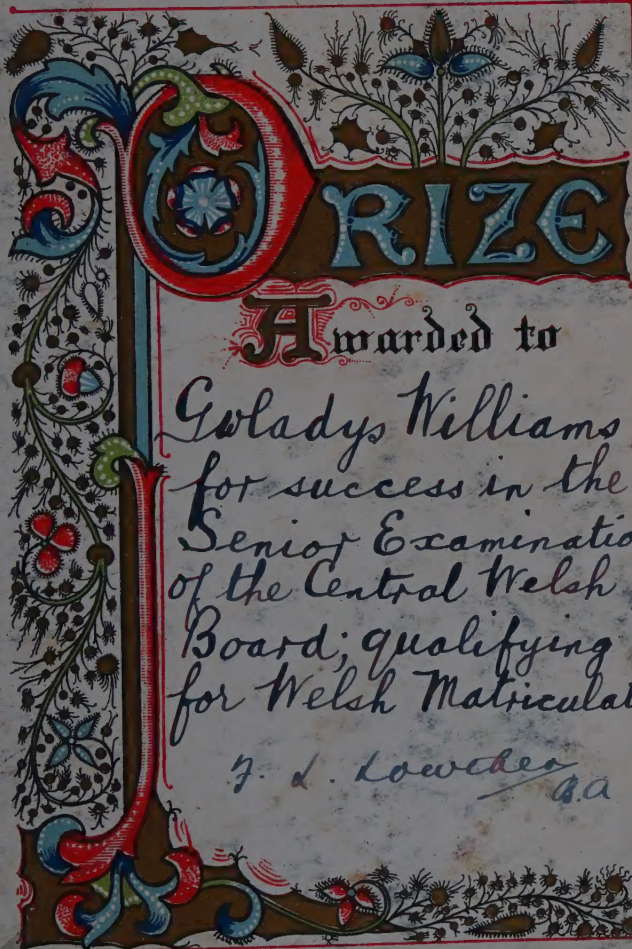 PRIZE
Awarded to
Gwladys Williams
for success in the
Senior Examinatio
of the Central Welsh
Board; qualifying
for Welsh Matriculat
B.A